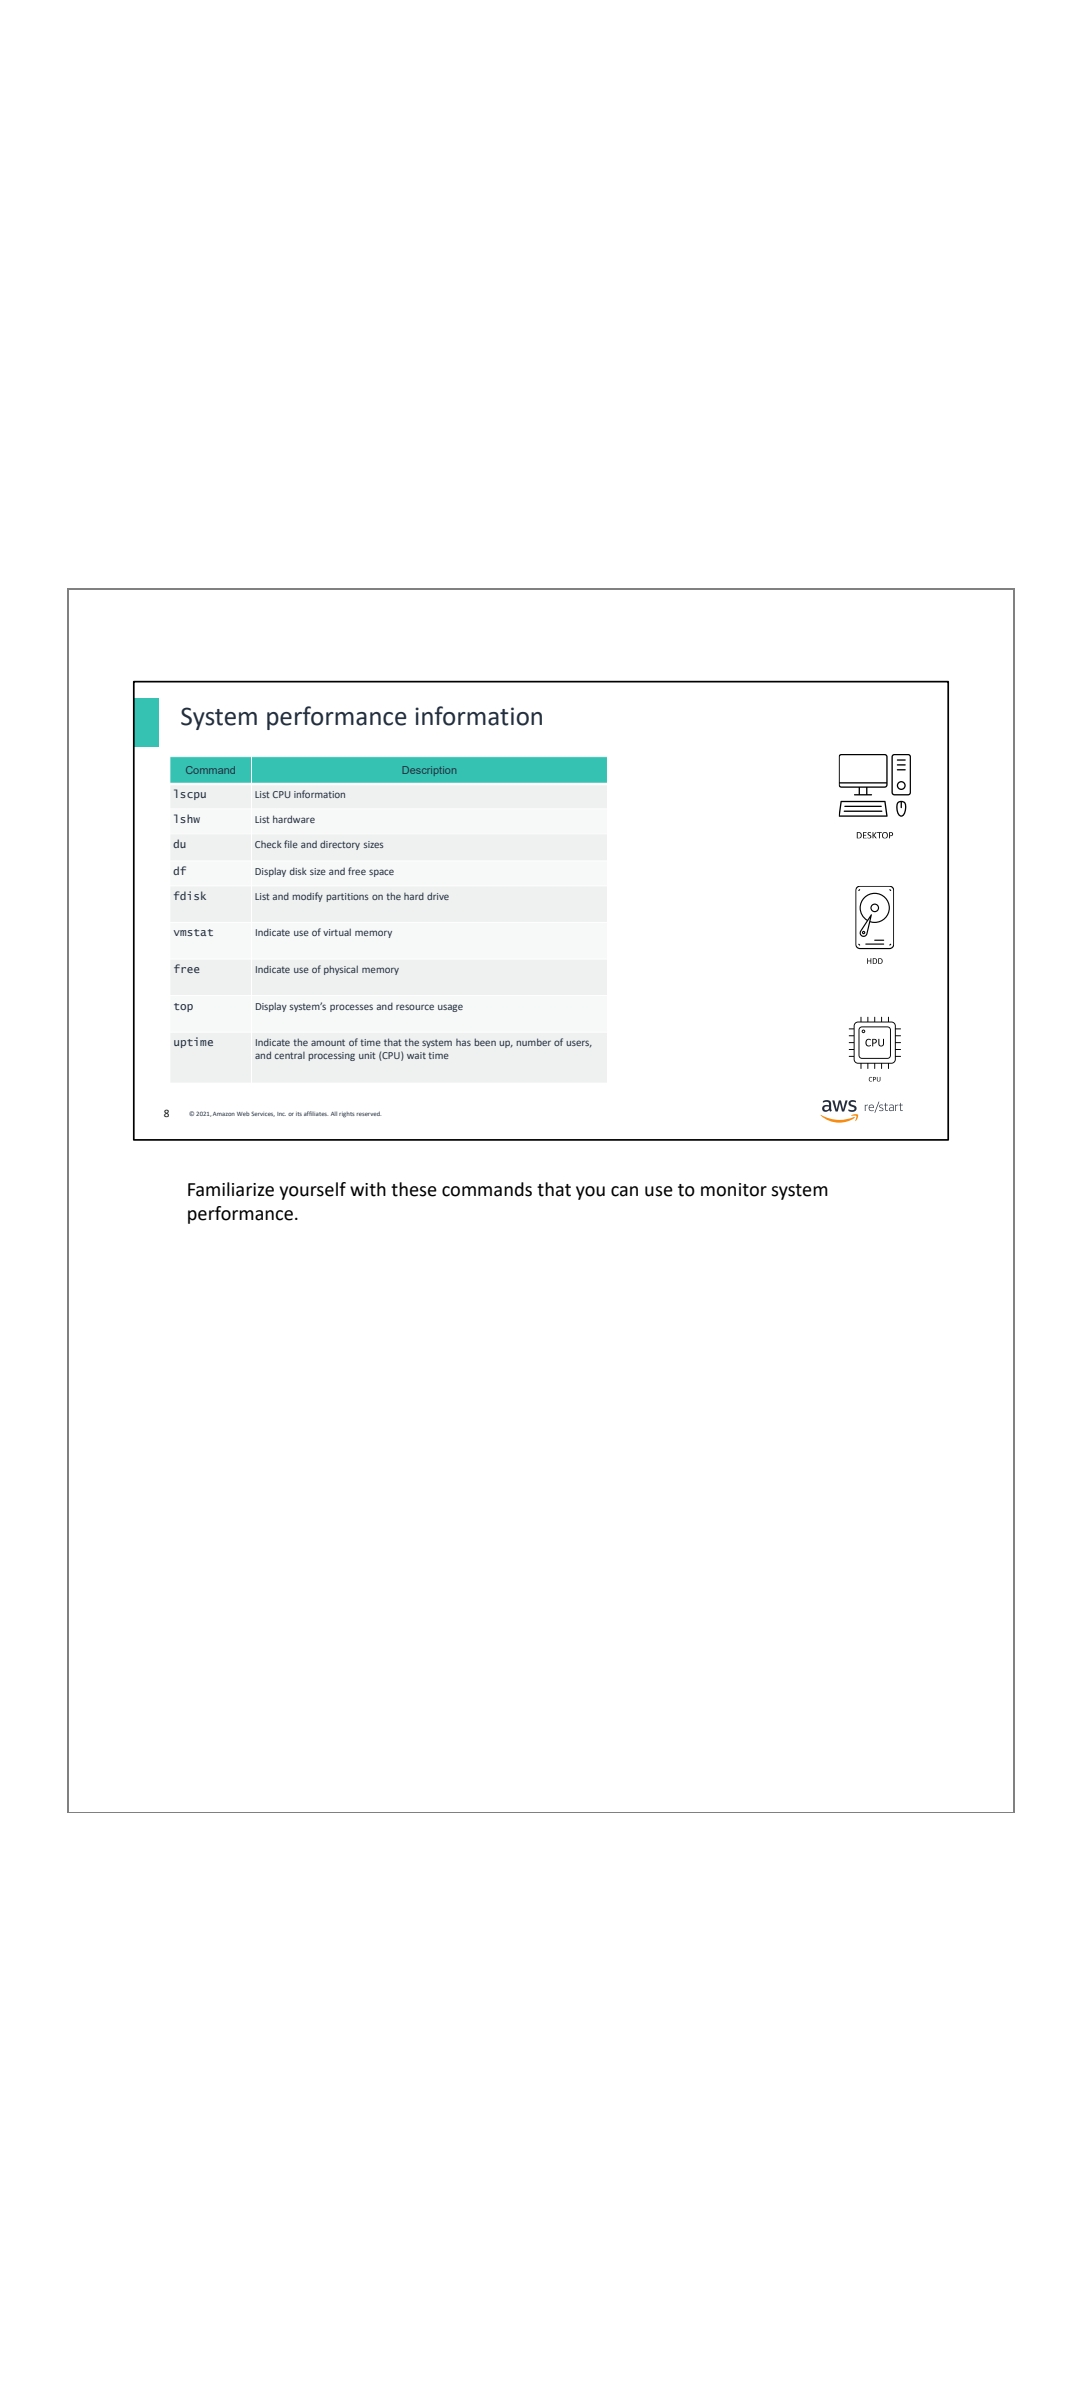 System performance information
Command Description
lscpu List CPU information
lshw List hardware
du Check file and directory sizes
df Display disk size and free space
fdisk List and modify partitions on the hard drive
vmstat Indicate use of virtual memory
free Indicate use of physical memory
top Display system’s processes and resource usage
uptime Indicate the amount of time that the system has been up, number of users,
and central processing unit (CPU) wait time
DESKTOP
HDD
CPU
CPU
8 © 2021, Amazon Web Services, Inc. or its affiliates. All rights reserved.
aws re/start
Familiarize yourself with these commands that you can use to monitor system
performance.